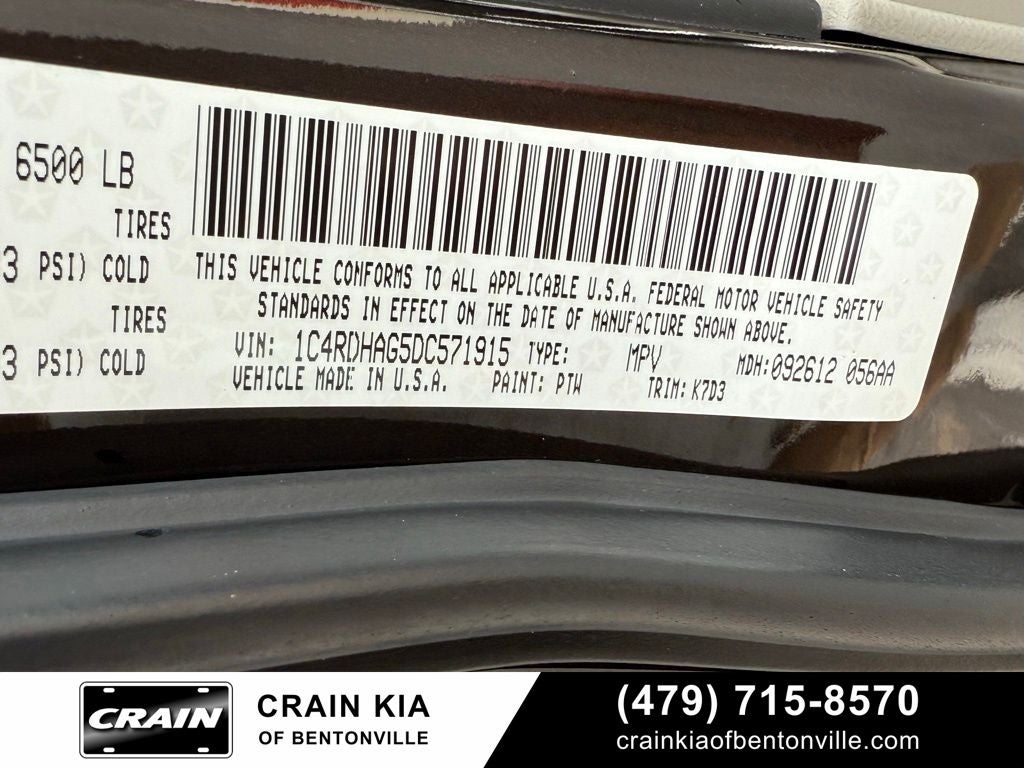 6500 LB
TIRES
3 PSI) COLD
TIRES
3 PSI) COLD
THIS VEHICLE CONFORMS TO ALL APPLICABLE U.S.A. FEDERAL MOTOR VEHICLE SAFETY
STANDARDS IN EFFECT ON THE DATE OF MANUFACTURE SHOWN ABOVE.
VIN: 1C4RDHAG5DC571915 TYPE: MPV MDH:092612 056AA
VEHICLE MADE IN U.S.A. PAINT: PTW TRIM: K7D3
CRAIN
CRAIN KIA
OF BENTONVILLE
(479) 715-8570
crainkiaofbentonville.com